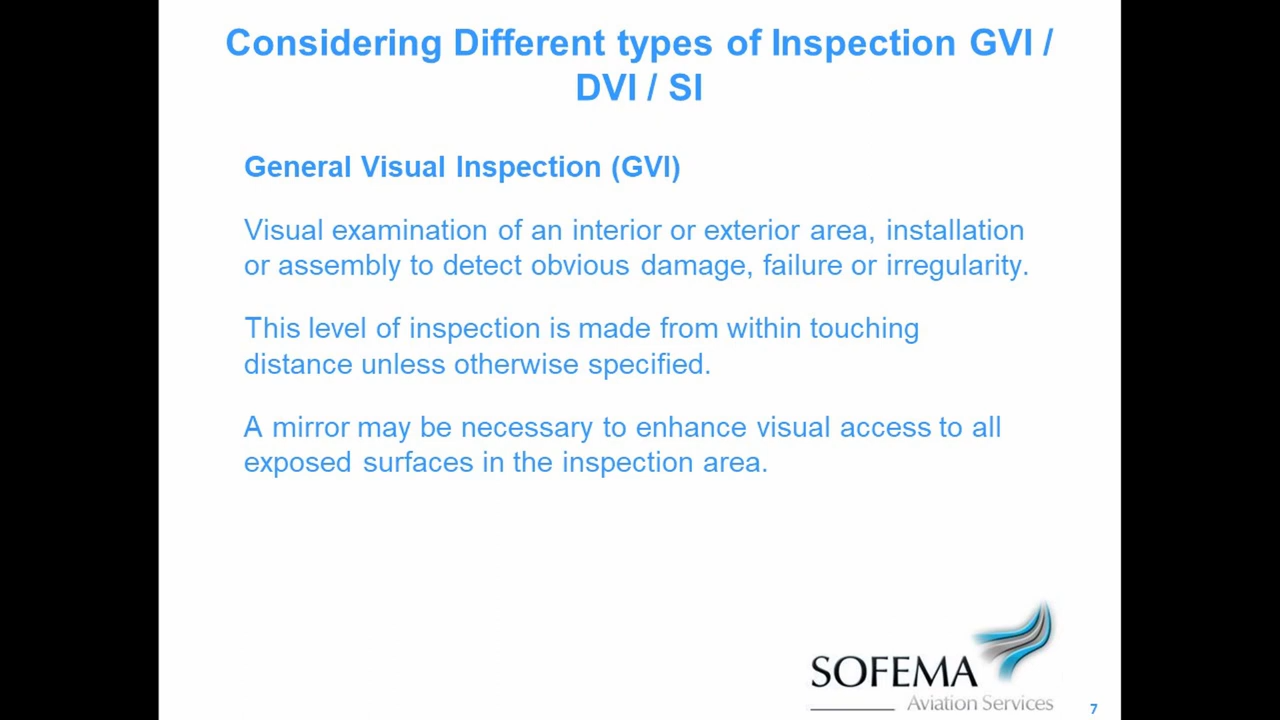 Considering Different types of Inspection GVI /
DVI / SI
General Visual Inspection (GVI)
Visual examination of an interior or exterior area, installation
or assembly to detect obvious damage, failure or irregularity.
This level of inspection is made from within touching
distance unless otherwise specified.
A mirror may be necessary to enhance visual access to all
exposed surfaces in the inspection area.
SOFEMA
Aviation Services
7